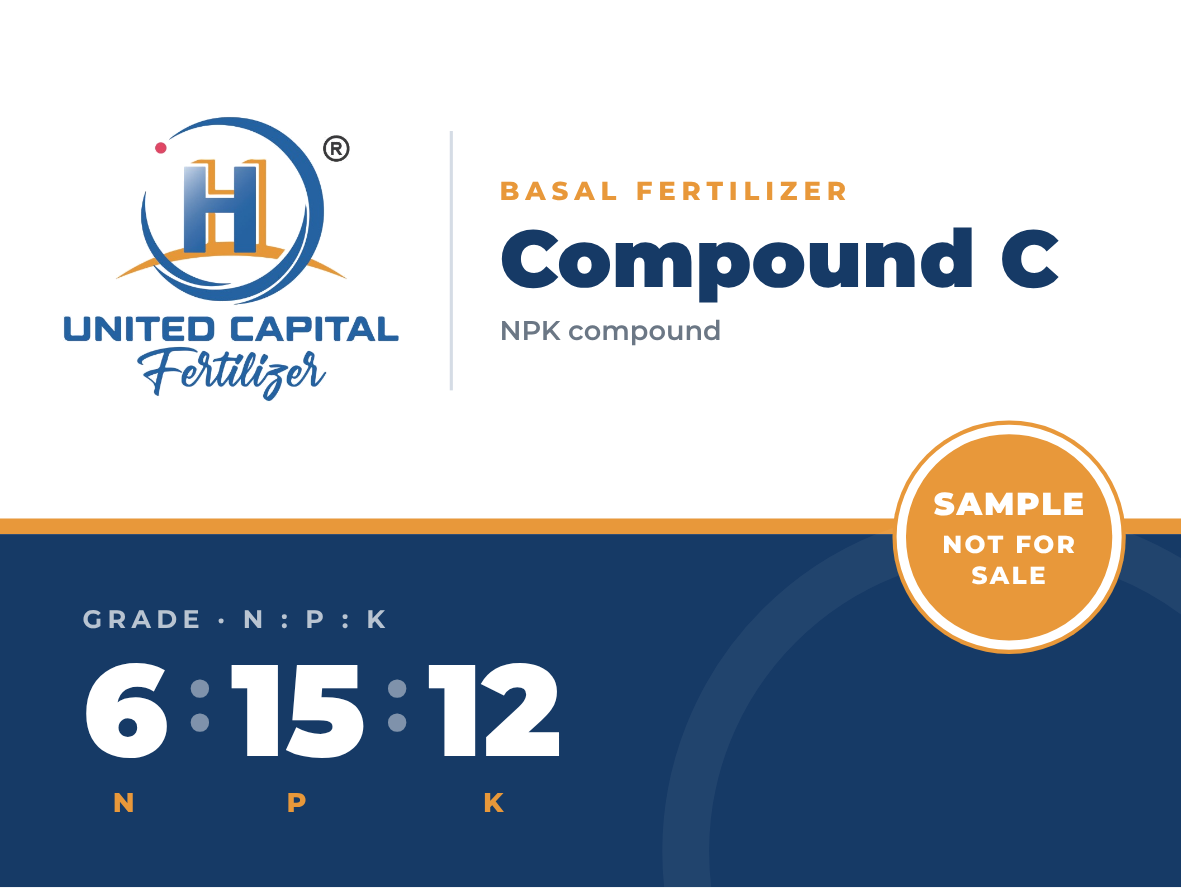 H
®
UNITED CAPITAL
Fertilizer
BASAL FERTILIZER
Compound C
NPK compound
SAMPLE
NOT FOR
SALE
GRADE · N : P : K
6:15:12
N P K